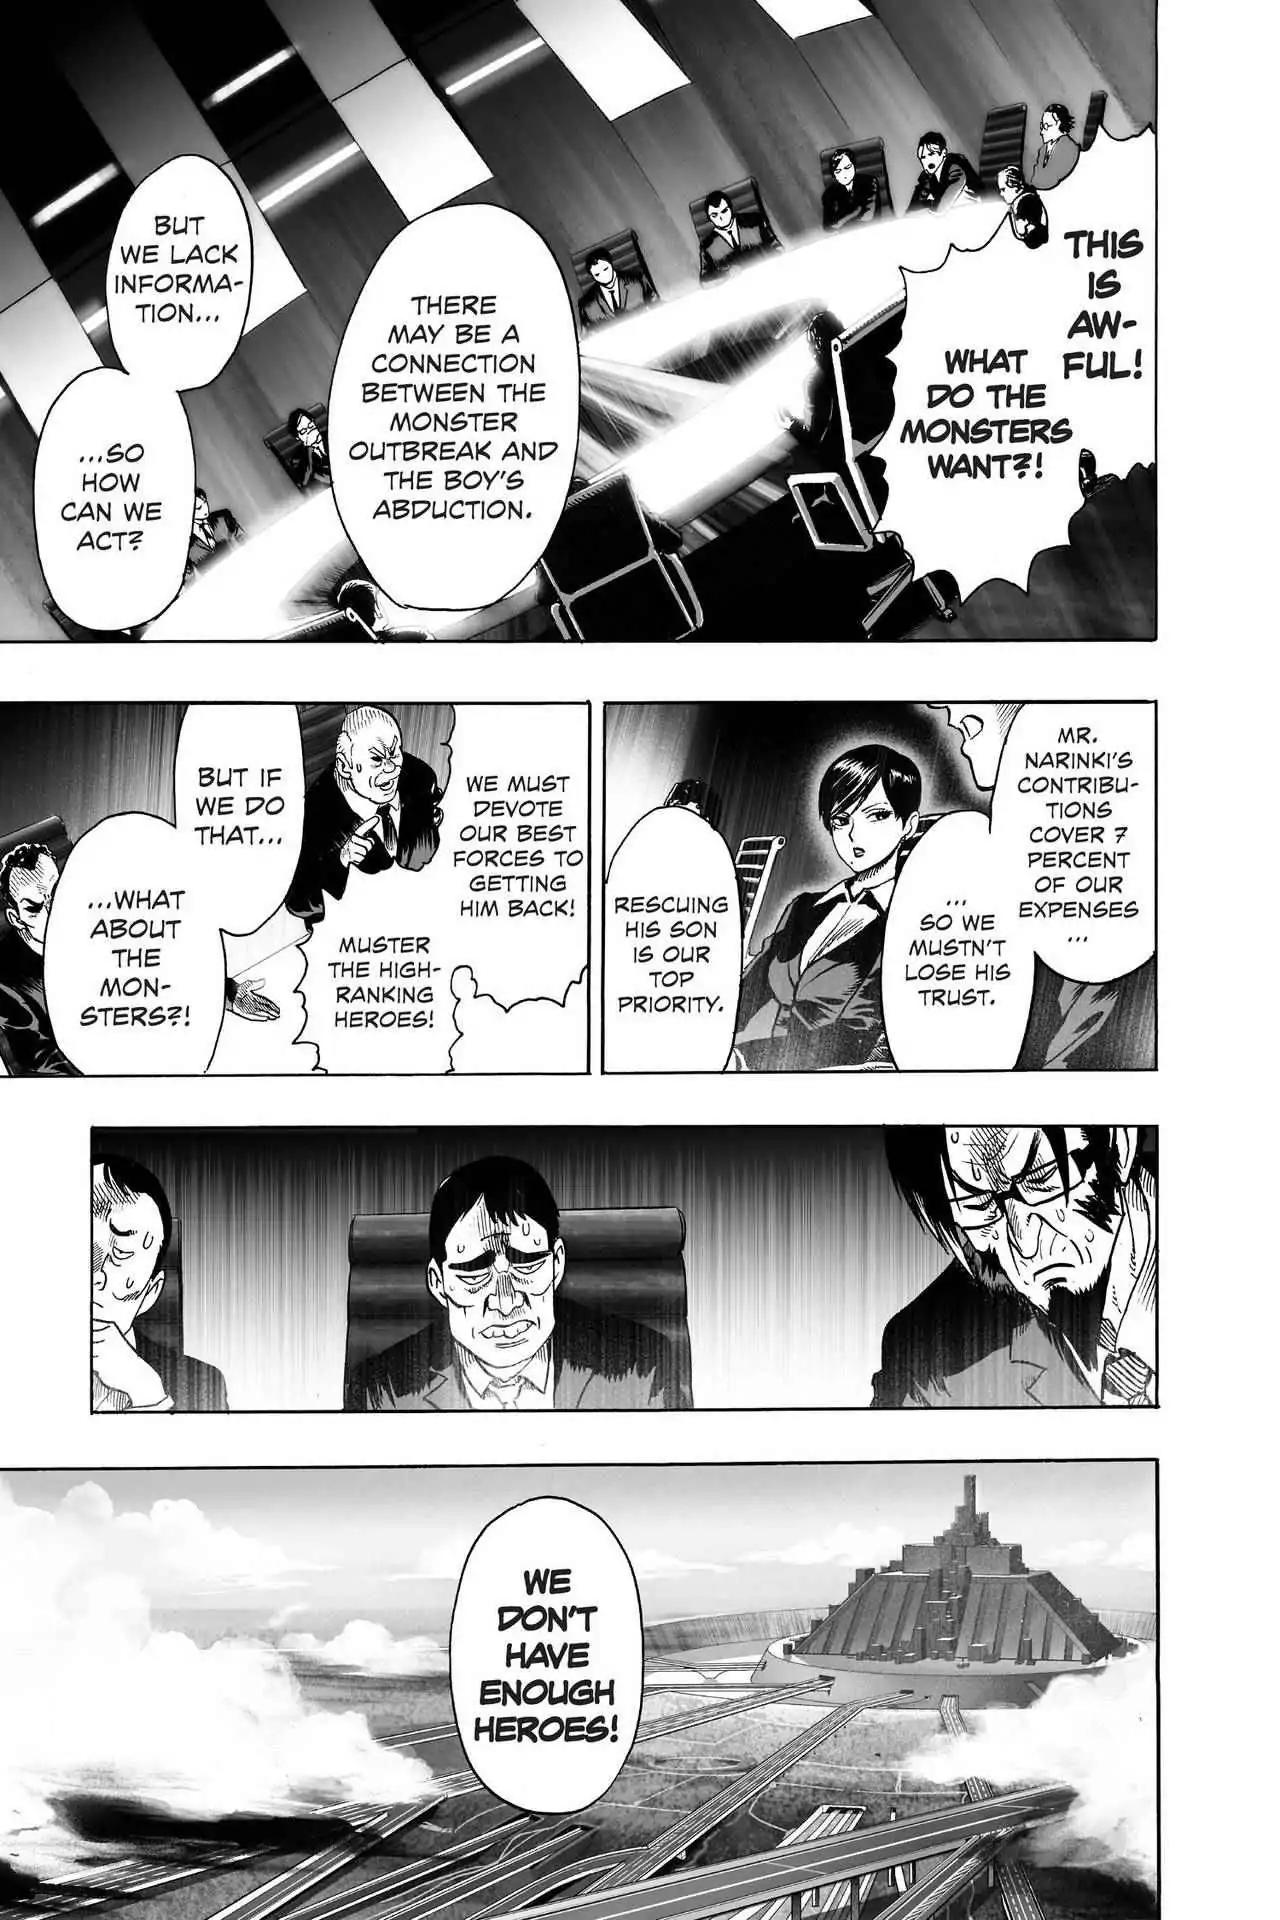 THIS
IS
AW-
FUL!
WHAT
DO THE
MONSTERS
WANT?!
THERE
MAY BE A
CONNECTION
BETWEEN THE
MONSTER
OUTBREAK AND
THE BOY'S
ABDUCTION.
BUT
WE LACK
INFORMA-
TION...
...SO
HOW
CAN WE
ACT?
MR.
NARINKI'S
CONTRIBU-
TIONS
COVER 7
PERCENT
OF OUR
EXPENSES
...
...
SO WE
MUSTN'T
LOSE HIS
TRUST.
RESCUING
HIS SON
IS OUR
TOP
PRIORITY.
WE MUST
DEVOTE
OUR BEST
FORCES TO
GETTING
HIM BACK!
MUSTER
THE HIGH-
RANKING
HEROES!
BUT IF
WE DO
THAT...
...WHAT
ABOUT
THE
MON-
STERS?!
WE
DON'T
HAVE
ENOUGH
HEROES!